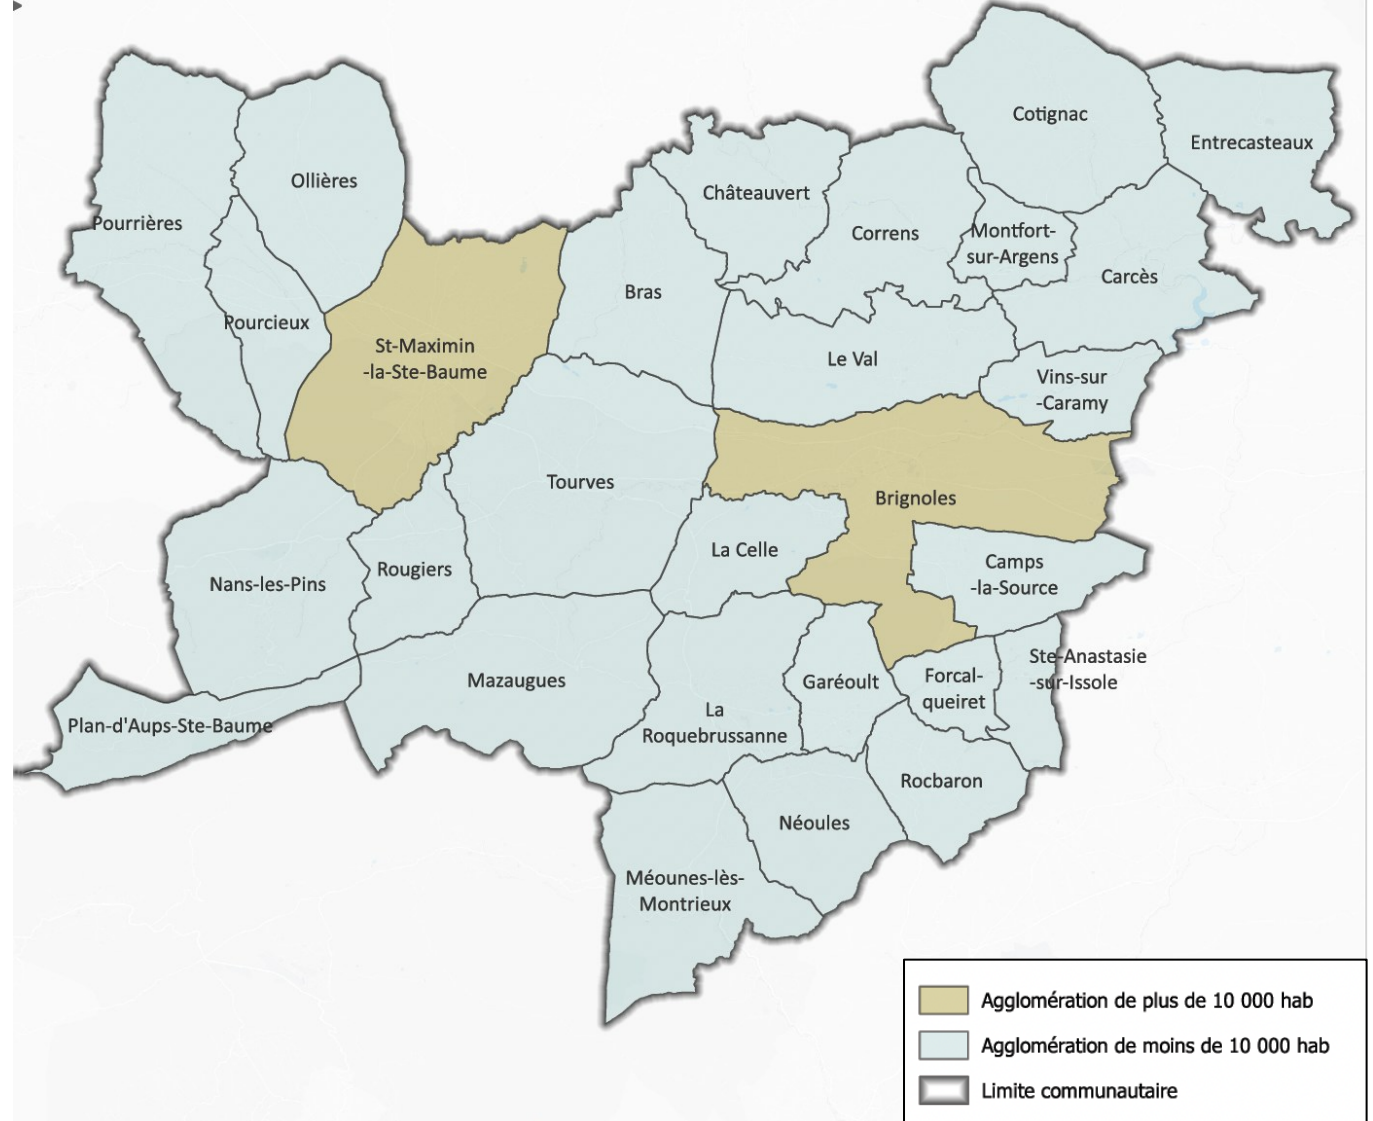 Cotignac
Entrecasteaux
Ollières
Châteauvert
Pourrières
Correns
Montfort-
sur-Argens
Carcès
Bras
Pourcieux
St-Maximin
-la-Ste-Baume
Le Val
Vins-sur
-Caramy
Tourves
Brignoles
La Celle
Camps
-la-Source
Rougiers
Nans-les-Pins
Ste-Anastasie
-sur-Issole
Mazaugues
Garéoult
Forcal-
queiret
La
Roquebrussanne
Plan-d'Aups-Ste-Baume
Rocbaron
Néoules
Méounes-lès-
Montrieux
Agglomération de plus de 10 000 hab
Agglomération de moins de 10 000 hab
Limite communautaire